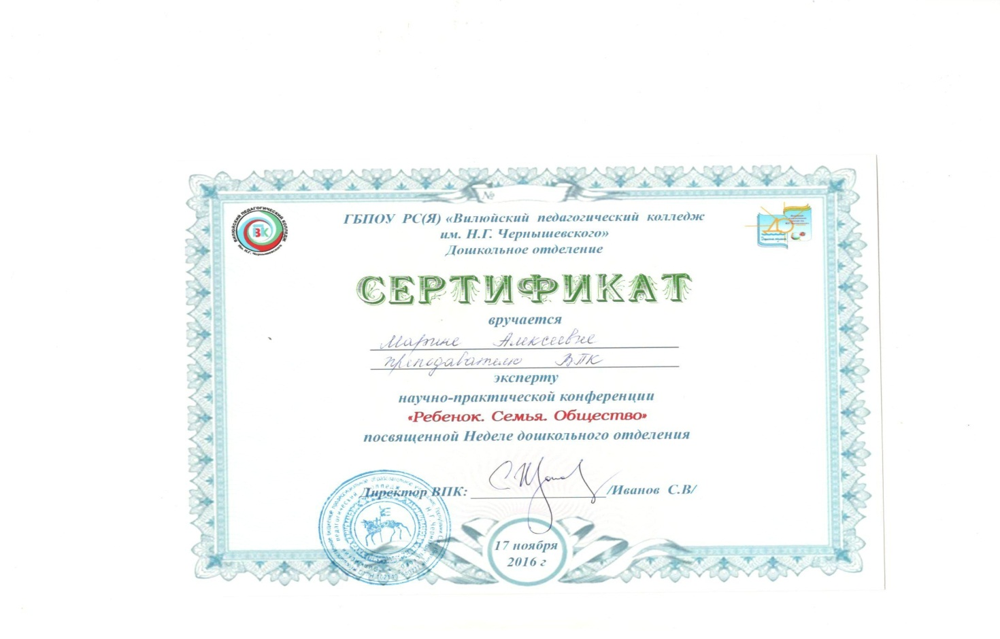 №
ВИЛЮЙСКИЙ ПЕДАГОГИЧЕСКИЙ КОЛЛЕДЖ
ВПК
им. Н.Г. Чернышевского
ГБПОУ РС(Я) «Вилюйский педагогический колледж
им. Н.Г. Чернышевского»
Дошкольное отделение
СЕРТИФИКАТ
вручается
Марине Алексеевне
преподавателю ВПК
эксперту
научно-практической конференции
«Ребенок. Семья. Общество»
посвященной Неделе дошкольного отделения
Директор ВПК: /Иванов С.В/
17 ноября
2016 г